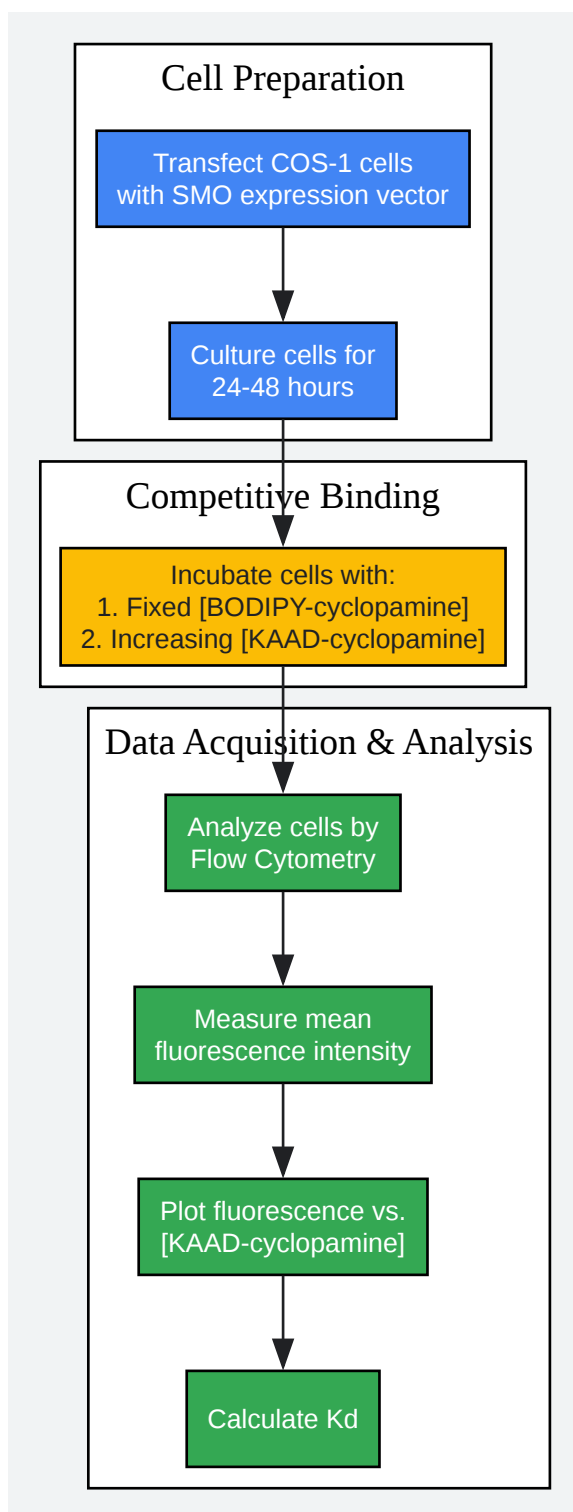 Cell Preparation
Transfect COS-1 cells
with SMO expression vector
Culture cells for
24-48 hours
Competitive Binding
Incubate cells with:
1. Fixed [BODIPY-cyclopamine]
2. Increasing [KAAD-cyclopamine]
Data Acquisition & Analysis
Analyze cells by
Flow Cytometry
Measure mean
fluorescence intensity
Plot fluorescence vs.
[KAAD-cyclopamine]
Calculate Kd